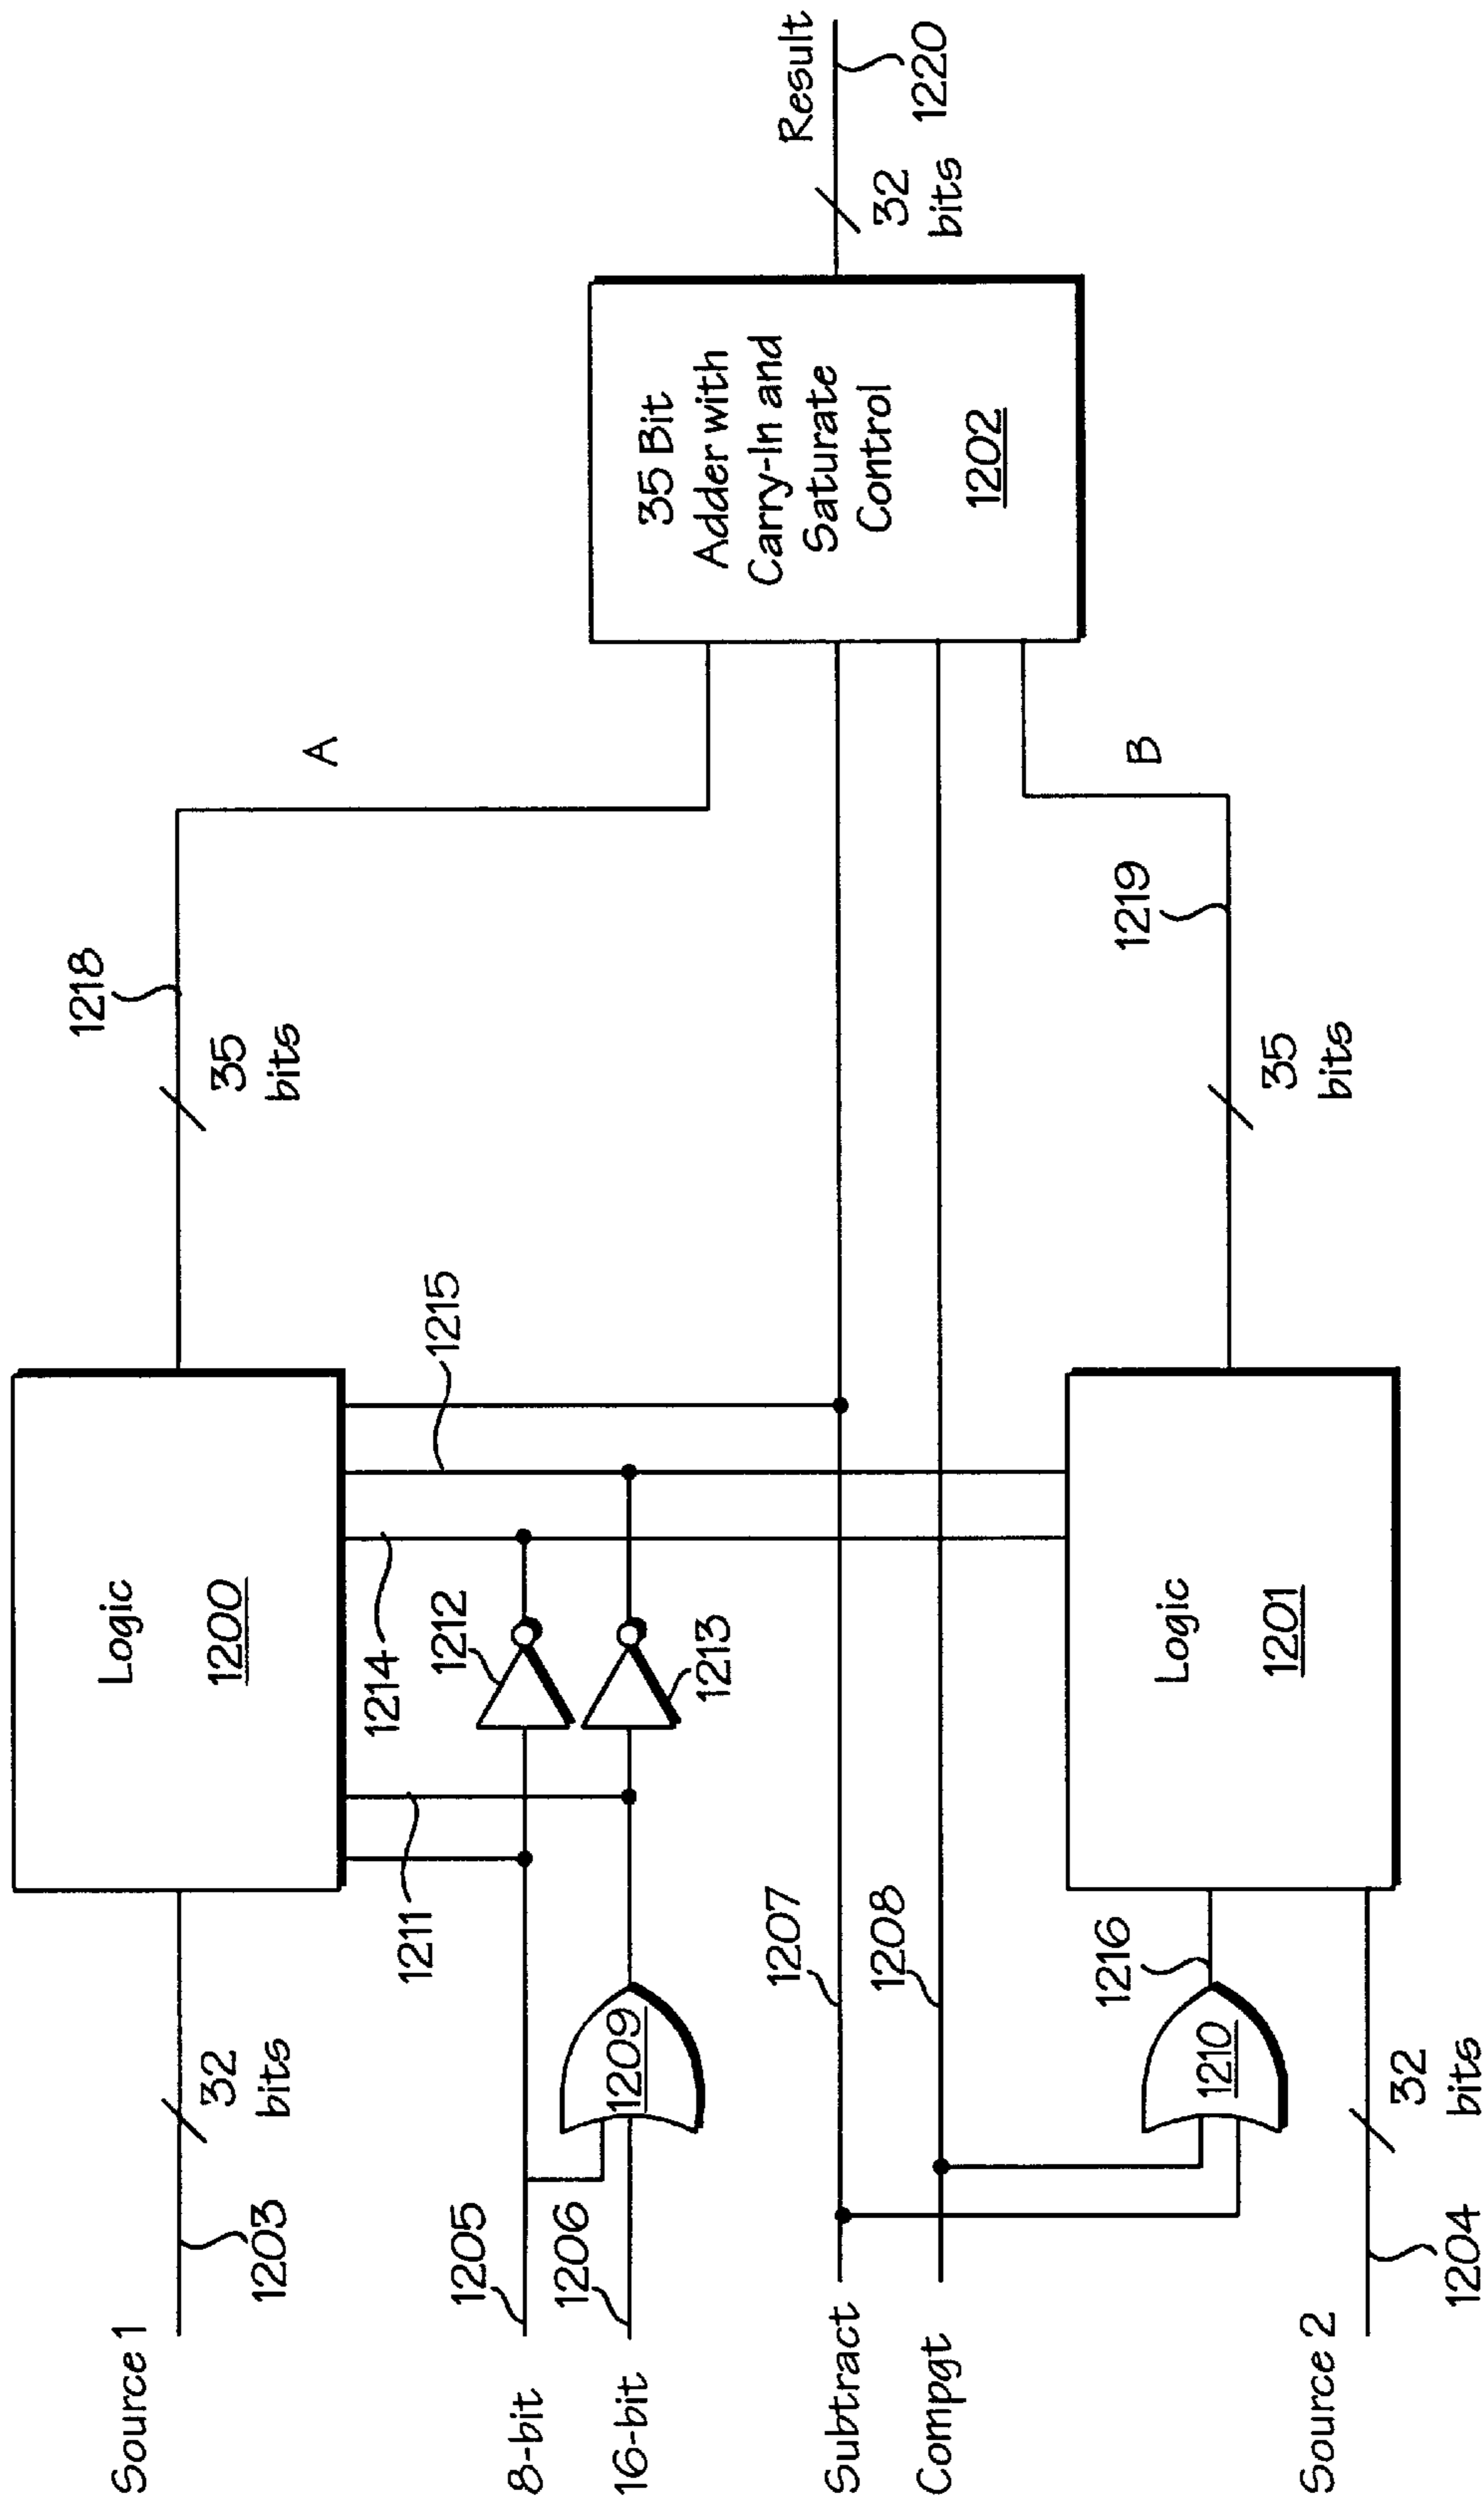 Source 1
1203
32
bits
Logic
1200
1218
35
bits
A
8-bit
1205
16-bit
1206
1209
1211
1212
1213
1214
1215
Subtract
1207
Compgt
1208
35 Bit
Adder with
Carry-In and
Saturate
Control
1202
Result
32
bits
1220
Source 2
1204
32
bits
1210
1216
Logic
1201
35
bits
1219
B